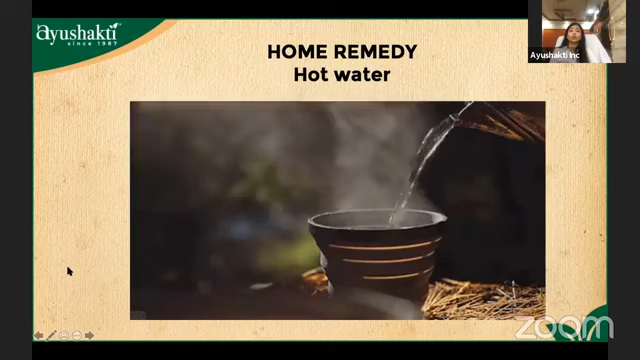 Ayushakti
since 1987
HOME REMEDY
Hot water
Ayushakti Inc
zoom